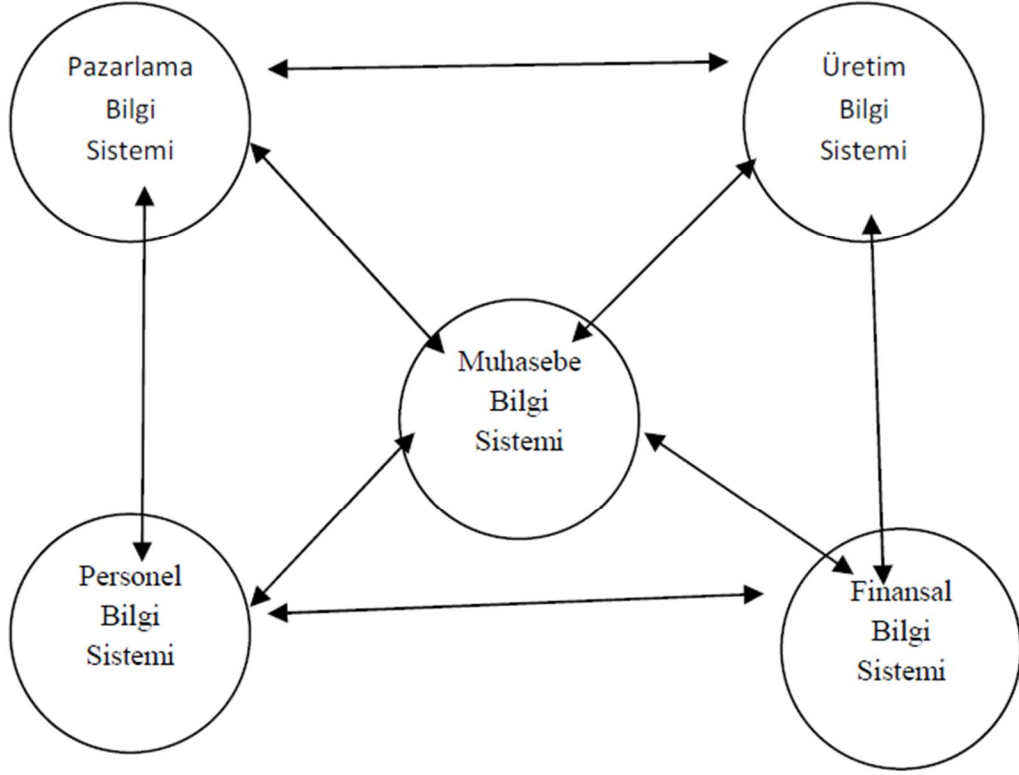 Pazarlama
Bilgi
Sistemi
Üretim
Bilgi
Sistemi
Muhasebe
Bilgi
Sistemi
Personel
Bilgi
Sistemi
Finansal
Bilgi
Sistemi